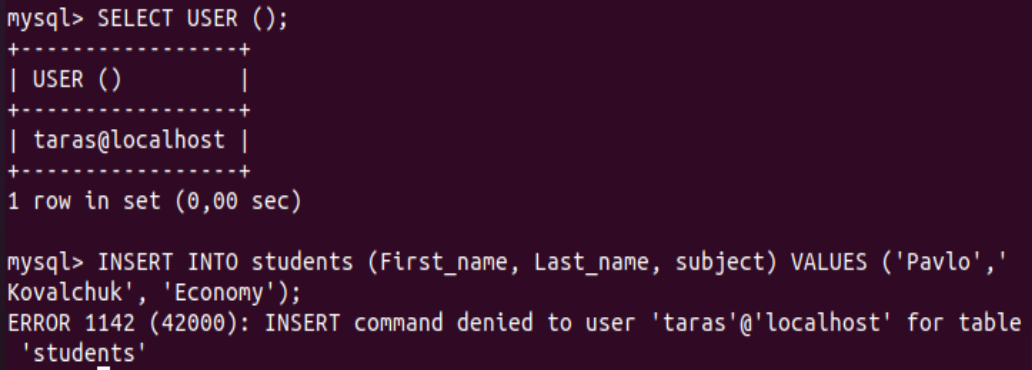 mysql> SELECT USER ();
+-----------------+
| USER ()         |
+-----------------+
| taras@localhost |
+-----------------+
1 row in set (0,00 sec)

mysql> INSERT INTO students (First_name, Last_name, subject) VALUES ('Pavlo','
Kovalchuk', 'Economy');
ERROR 1142 (42000): INSERT command denied to user 'taras'@'localhost' for table
 'students'